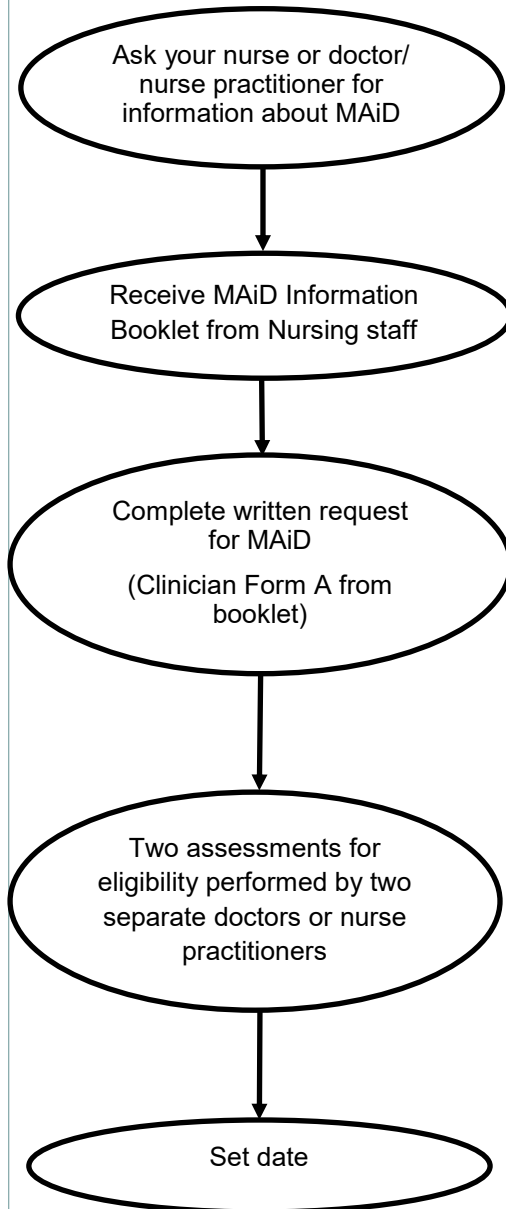 Ask your nurse or doctor/
nurse practitioner for
information about MAiD
Receive MAiD Information
Booklet from Nursing staff
Complete written request
for MAiD
(Clinician Form A from
booklet)
Two assessments for
eligibility performed by two
separate doctors or nurse
practitioners
Set date